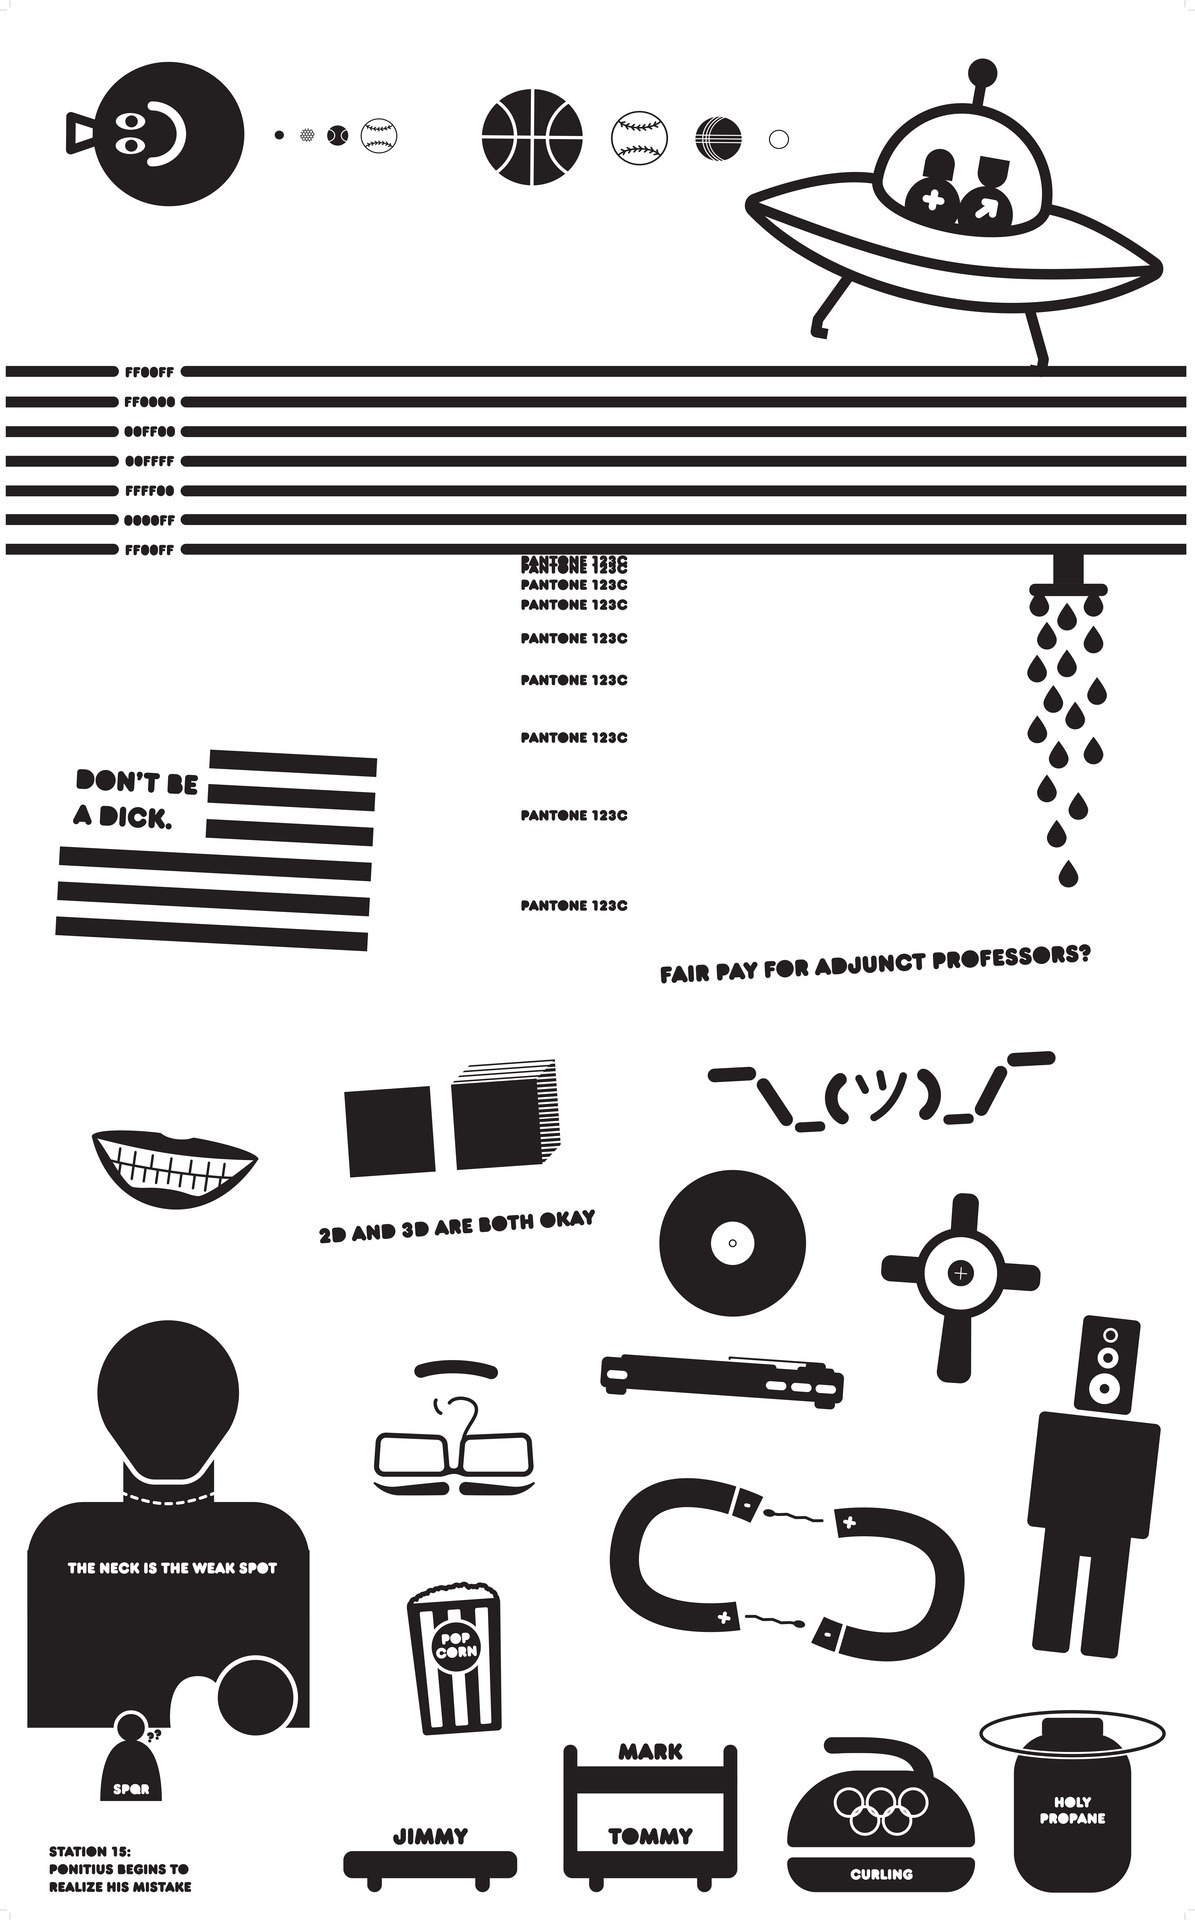 FF00FF
FF0000
00FF00
00FFFF
FFFF00
0000FF
FF00FF
PANTONE 123C
PANTONE 123C
PANTONE 123C
PANTONE 123C
PANTONE 123C
PANTONE 123C
PANTONE 123C
PANTONE 123C
PANTONE 123C
DON'T BE
A DICK.
FAIR PAY FOR ADJUNCT PROFESSORS?
¯\_(ツ)_/¯
2D AND 3D ARE BOTH OKAY
THE NECK IS THE WEAK SPOT
POP
CORN
??
SPQR
STATION 15:
PONITIUS BEGINS TO
REALIZE HIS MISTAKE
JIMMY
MARK
TOMMY
CURLING
HOLY
PROPANE